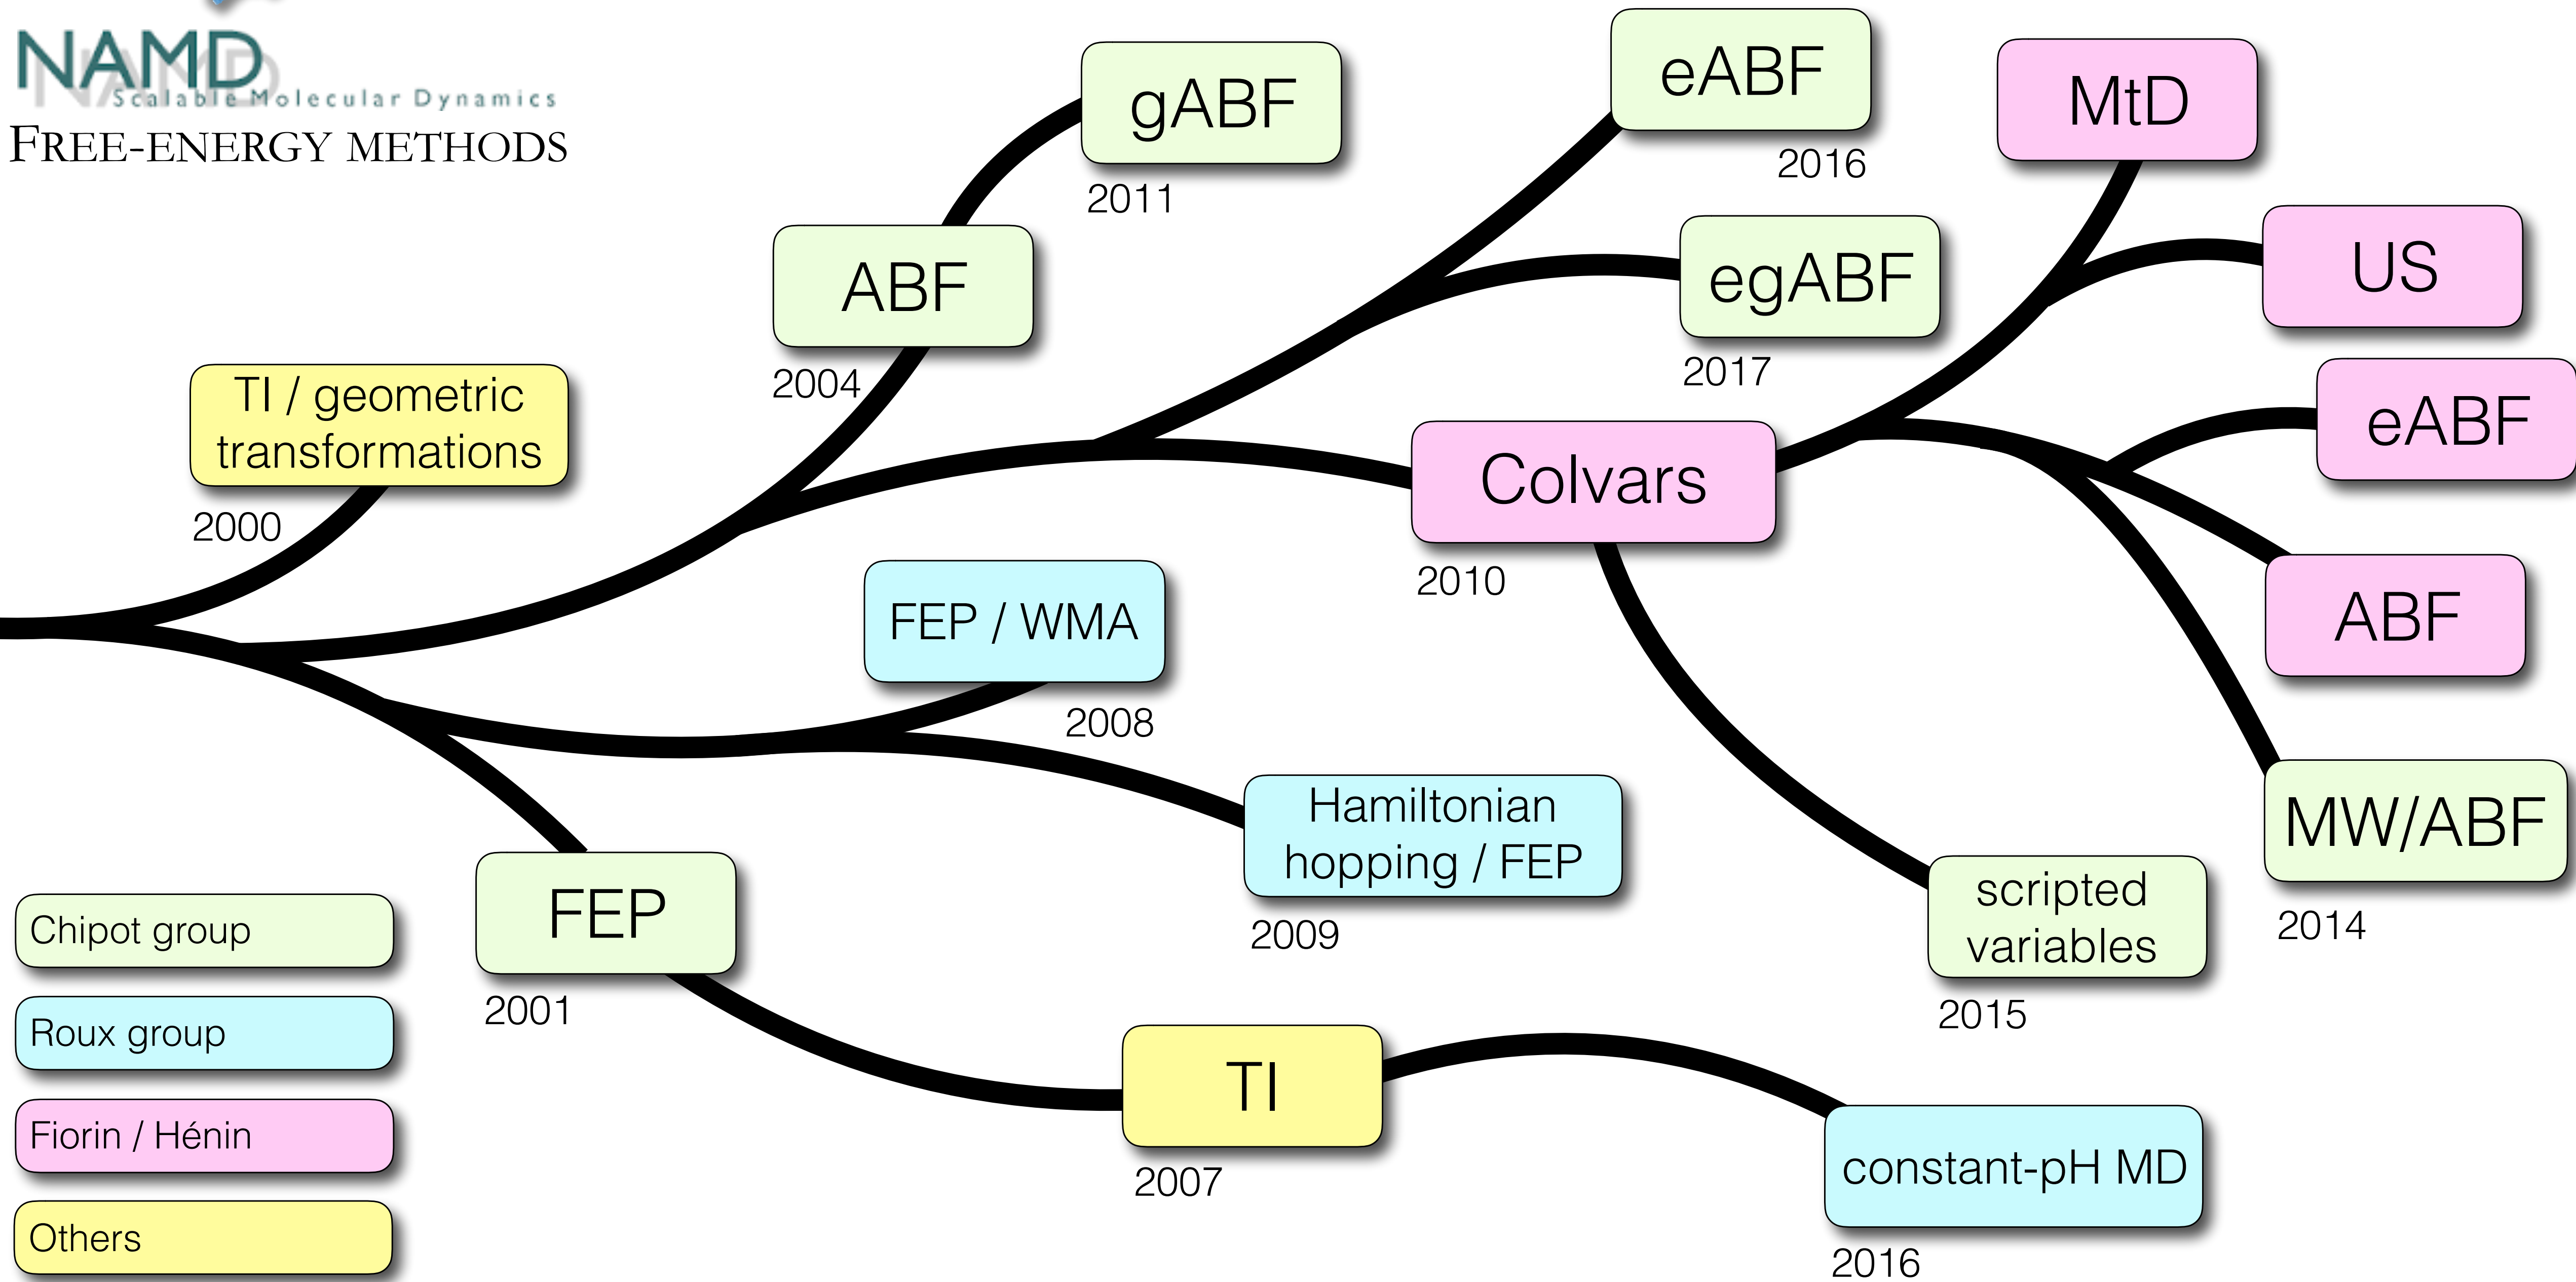 NAMD
Scalable Molecular Dynamics
FREE-ENERGY METHODS
gABF
2011
eABF
2016
MtD
ABF
2004
egABF
2017
US
TI / geometric
transformations
2000
Colvars
2010
eABF
FEP / WMA
2008
ABF
Hamiltonian
hopping / FEP
2009
MW/ABF
2014
FEP
2001
scripted
variables
2015
TI
2007
constant-pH MD
2016
Chipot group
Roux group
Fiorin / Hénin
Others